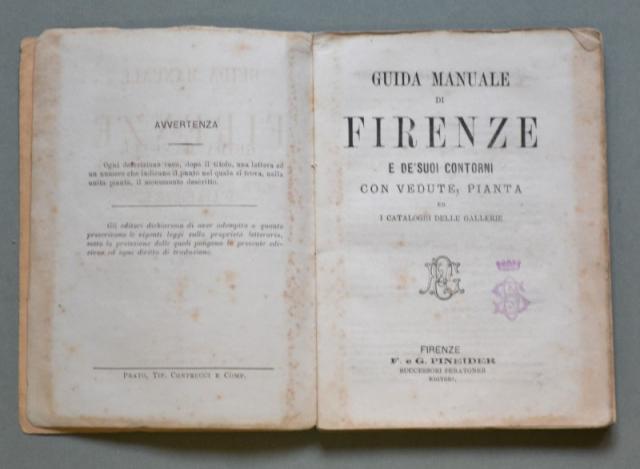 AVVERTENZA
Ogni descrizione reca, dopo il titolo, una lettera ed
un numero che indicano il punto nel quale si trova, nella
unita pianta, il monumento descritto.
Gli editori dichiarano di aver adempito a quanto
prescrivono le vigenti leggi sulla proprietà letteraria,
sotto la protezione delle quali pongono la presente edi-
zione ed ogni diritto di traduzione.
PRATO, TIP. CONTRUCCI E COMP.
GUIDA MANUALE
DI
FIRENZE
E DE'SUOI CONTORNI
CON VEDUTE, PIANTA
ED
I CATALOGHI DELLE GALLERIE
FIRENZE
F. e G. PINEIDER
SUCCESSORI PERATONER
EDITORI.